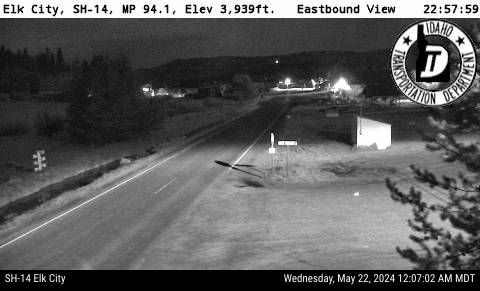 Elk City, SH-14, MP 94.1, Elev 3,939ft. Eastbound View 22:57:59
IDAHO
TRANSPORTATION DEPARTMENT
SH-14 Elk City Wednesday, May 22, 2024 12:07:02 AM MDT